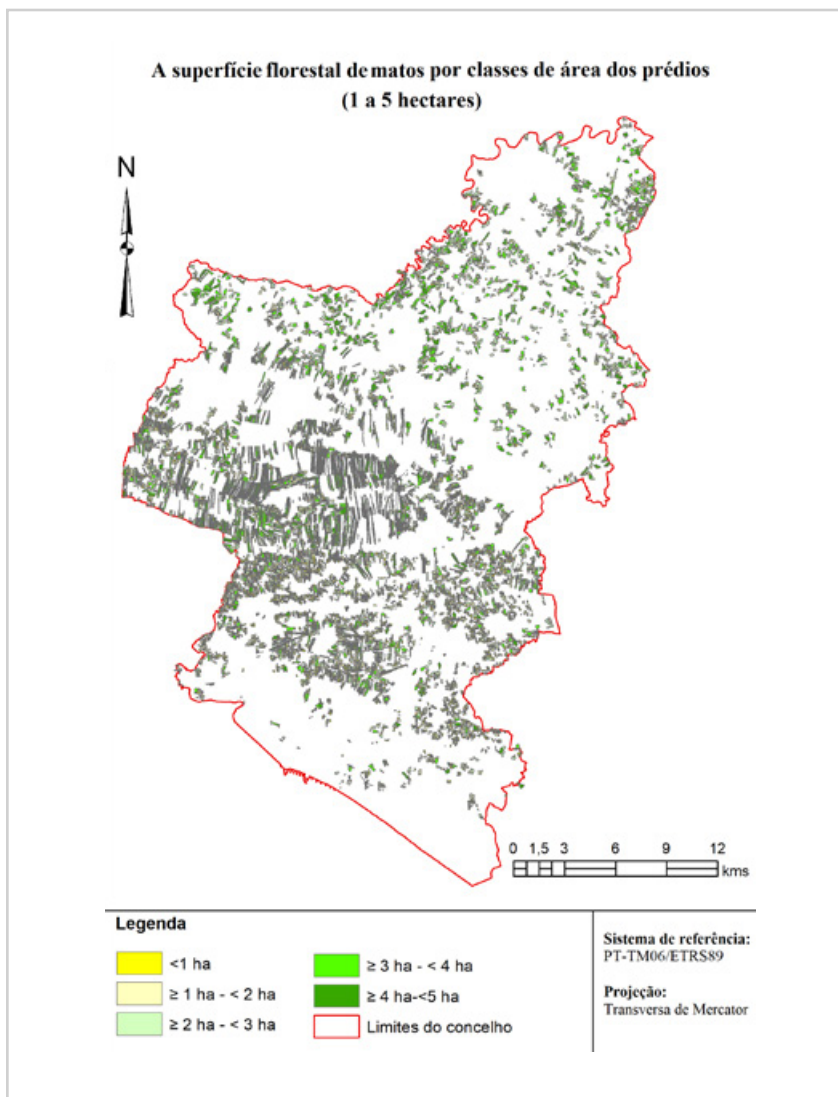 A superfície florestal de matos por classes de área dos prédios
(1 a 5 hectares)
N
0 1,5 3 6 9 12
kms
Legenda
<1 ha
≥ 1 ha - < 2 ha
≥ 2 ha - < 3 ha
≥ 3 ha - < 4 ha
≥ 4 ha-<5 ha
Limites do concelho
Sistema de referência:
PT-TM06/ETRS89
Projeção:
Transversa de Mercator